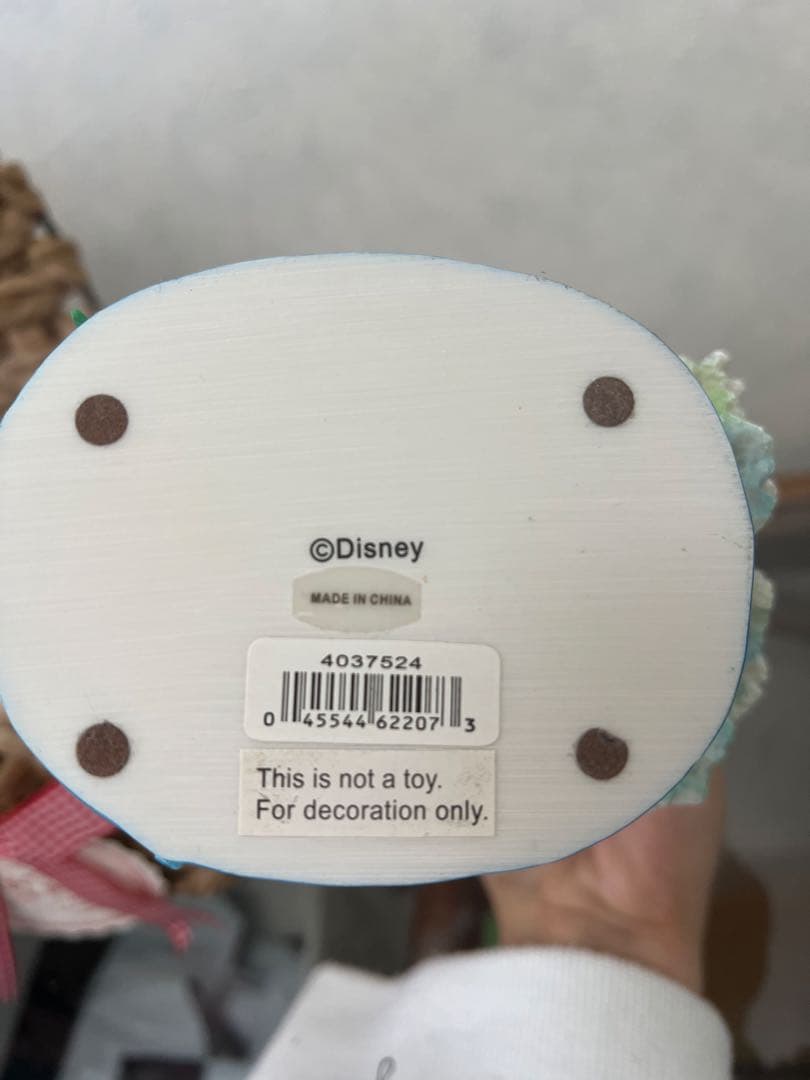 ©Disney
MADE IN CHINA
4037524
0 45544 62207 3
This is not a toy.
For decoration only.